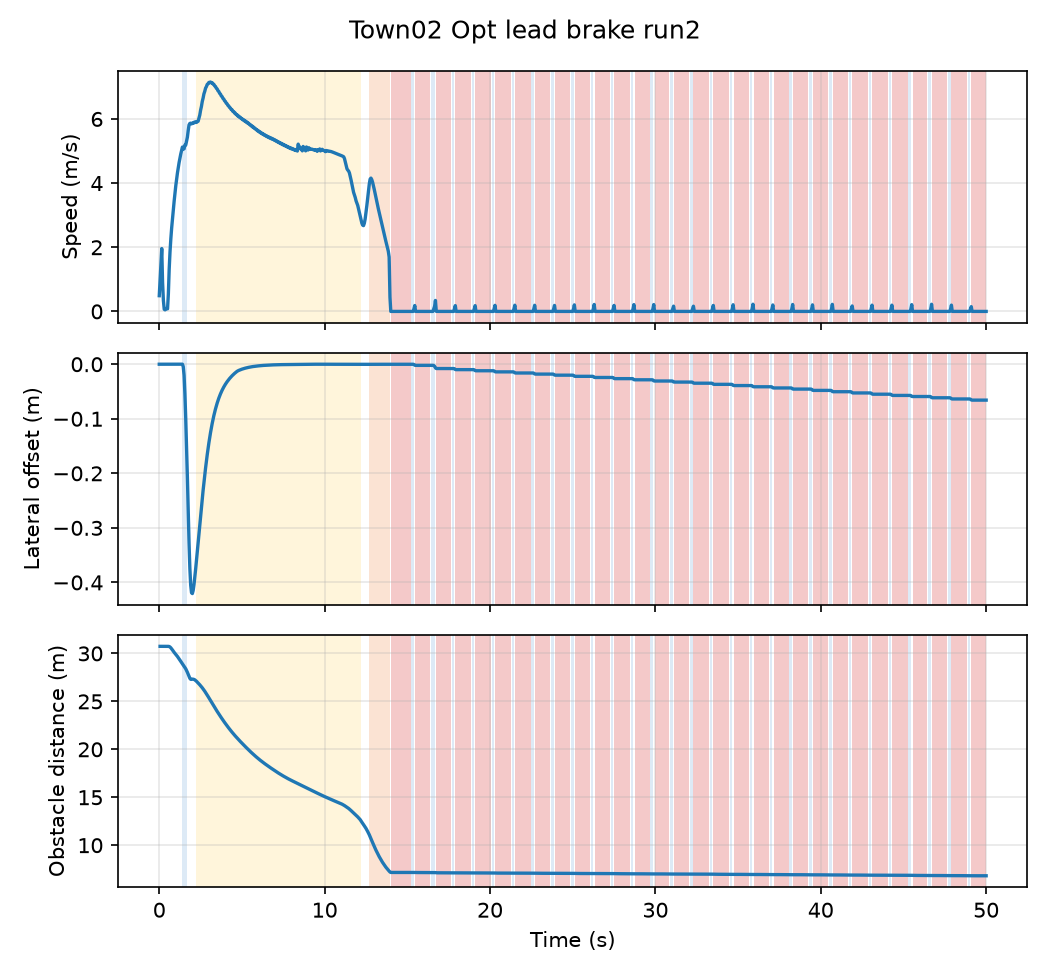 Town02 Opt lead brake run2
Speed (m/s)
6
4
2
0
Lateral offset (m)
0.0
−0.1
−0.2
−0.3
−0.4
Obstacle distance (m)
30
25
20
15
10
0 10 20 30 40 50
Time (s)